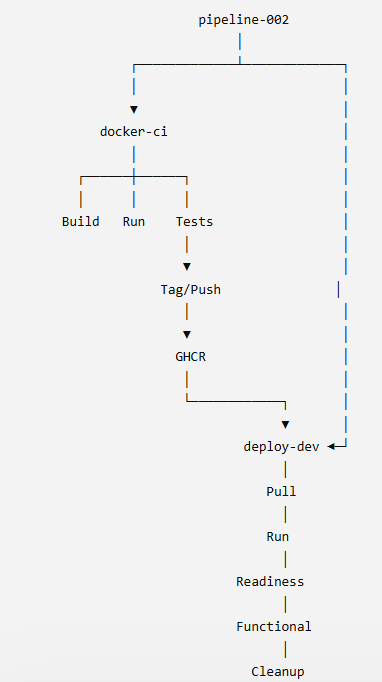 pipeline-002
docker-ci
Build Run Tests
Tag/Push
GHCR
deploy-dev
Pull
Run
Readiness
Functional
Cleanup